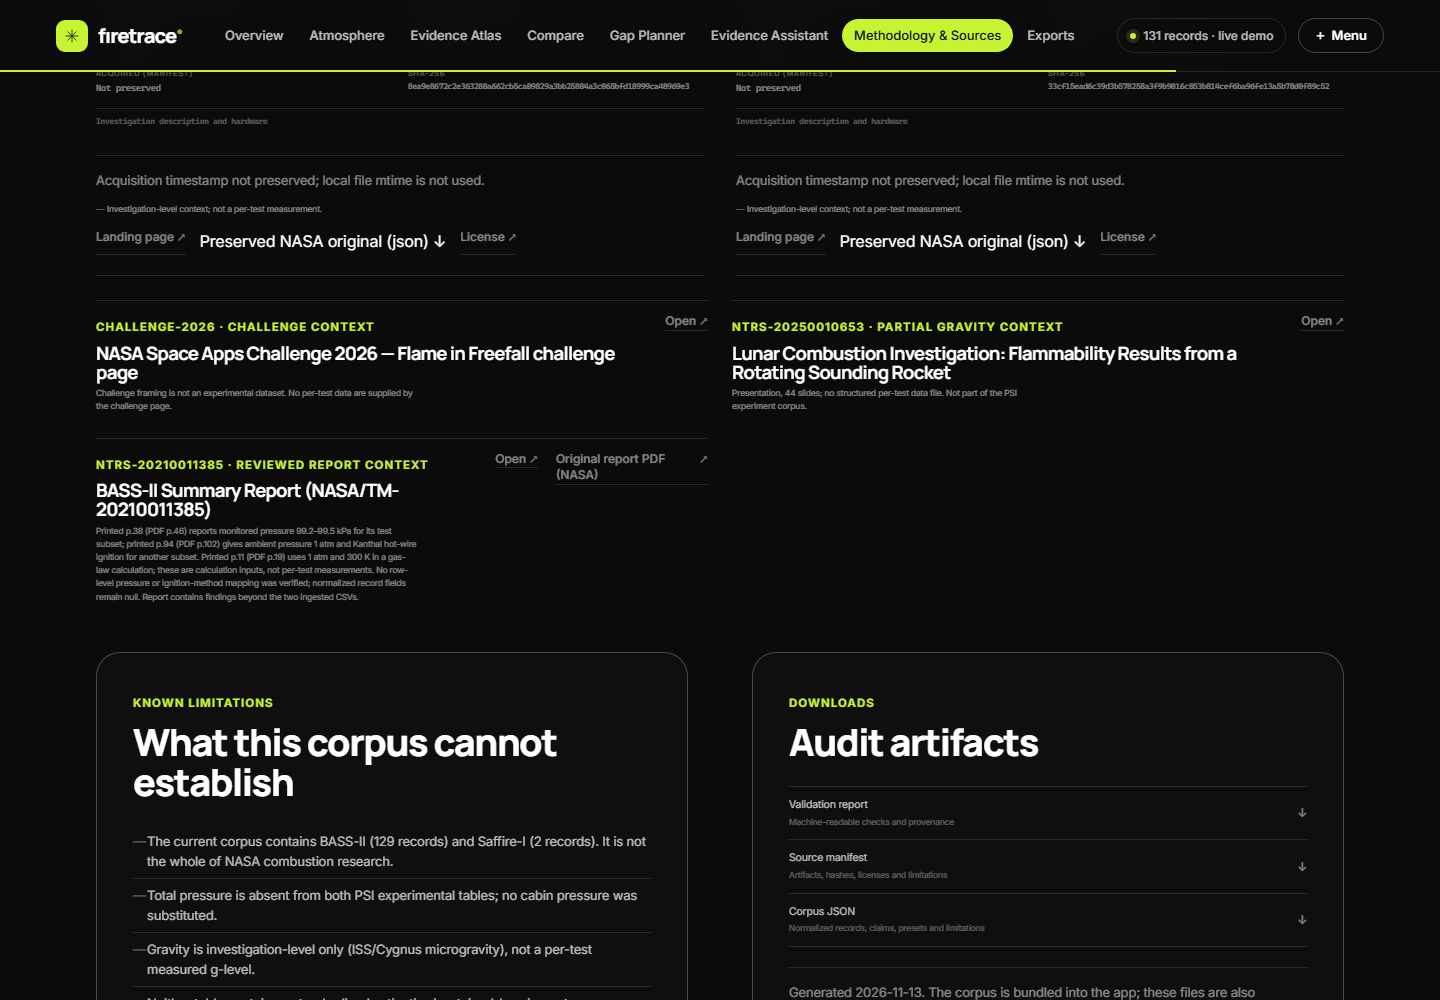 firetrace
Overview Atmosphere Evidence Atlas Compare Gap Planner Evidence Assistant Methodology & Sources Exports
131 records · live demo
+ Menu
ACQUIRED (MANIFEST)
Not preserved
SHA-256
Investigation description and hardware
Acquisition timestamp not preserved; local file mtime is not used.
— Investigation-level context; not a per-test measurement.
Landing page ↗ Preserved NASA original (json) ↓ License ↗
ACQUIRED (MANIFEST)
Not preserved
SHA-256
Investigation description and hardware
Acquisition timestamp not preserved; local file mtime is not used.
— Investigation-level context; not a per-test measurement.
Landing page ↗ Preserved NASA original (json) ↓ License ↗
CHALLENGE-2026 · CHALLENGE CONTEXT
Open ↗
NASA Space Apps Challenge 2026 — Flame in Freefall challenge
page
Challenge framing is not an experimental dataset. No per-test data are supplied by
the challenge page.
NTRS-20250010653 · PARTIAL GRAVITY CONTEXT
Open ↗
Lunar Combustion Investigation: Flammability Results from a
Rotating Sounding Rocket
Presentation, 44 slides; no structured per-test data file. Not part of the PSI
experiment corpus.
NTRS-20210011385 · REVIEWED REPORT CONTEXT
Open ↗
Original report PDF ↗
(NASA)
BASS-II Summary Report (NASA/TM-
20210011385)
Printed p.38 (PDF p.46) reports monitored pressure 99.2–99.5 kPa for its test
subset; printed p.94 (PDF p.102) gives ambient pressure 1 atm and Kanthal hot-wire
ignition for another subset. Printed p.11 (PDF p.19) uses 1 atm and 300 K in a gas-
law calculation; these are calculation inputs, not per-test measurements. No row-
level pressure or ignition-method mapping was verified; normalized record fields
remain null. Report contains findings beyond the two ingested CSVs.
KNOWN LIMITATIONS
What this corpus cannot
establish
—The current corpus contains BASS-II (129 records) and Saffire-I (2 records). It is not
the whole of NASA combustion research.
—Total pressure is absent from both PSI experimental tables; no cabin pressure was
substituted.
—Gravity is investigation-level only (ISS/Cygnus microgravity), not a per-test
measured g-level.
DOWNLOADS
Audit artifacts
Validation report
Machine-readable checks and provenance
↓
Source manifest
Artifacts, hashes, licenses and limitations
↓
Corpus JSON
Normalized records, claims, presets and limitations
↓
Generated 2026-11-13. The corpus is bundled into the app; these files are also